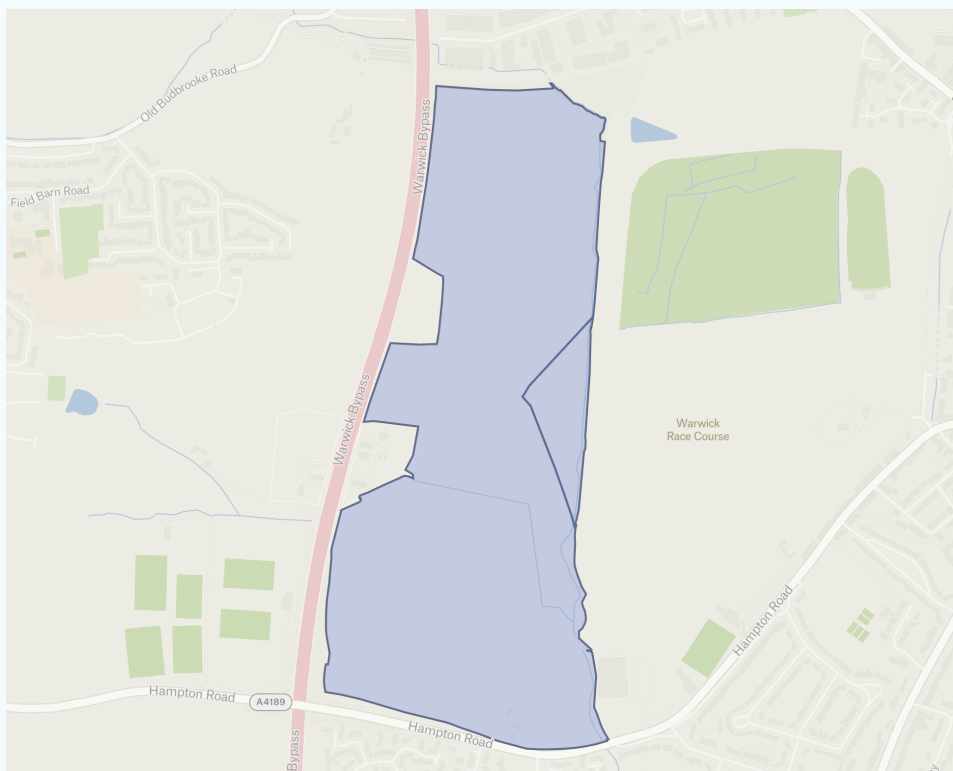 Old Budbrooke Road
Warwick Bypass
Field Barn Road
Warwick Bypass
Warwick
Race Course
Hampton Road
Hampton Road
A4189
Hampton Road
Bypass